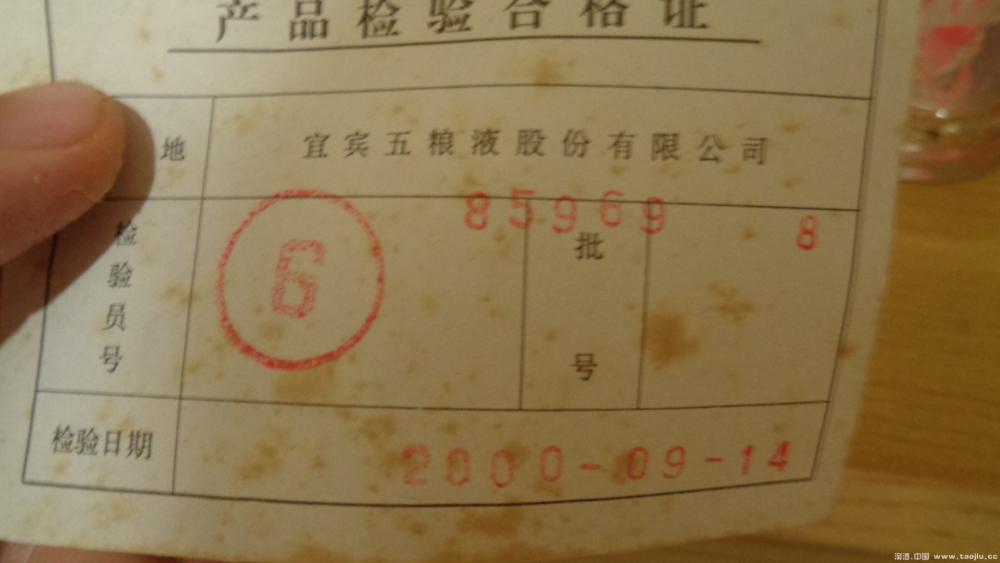 产品检验合格证
地 宜宾五粮液股份有限公司
85969 8
检验员号 6 批号
检验日期 2000-09-14
淘酒.中国 www.taojiu.cc